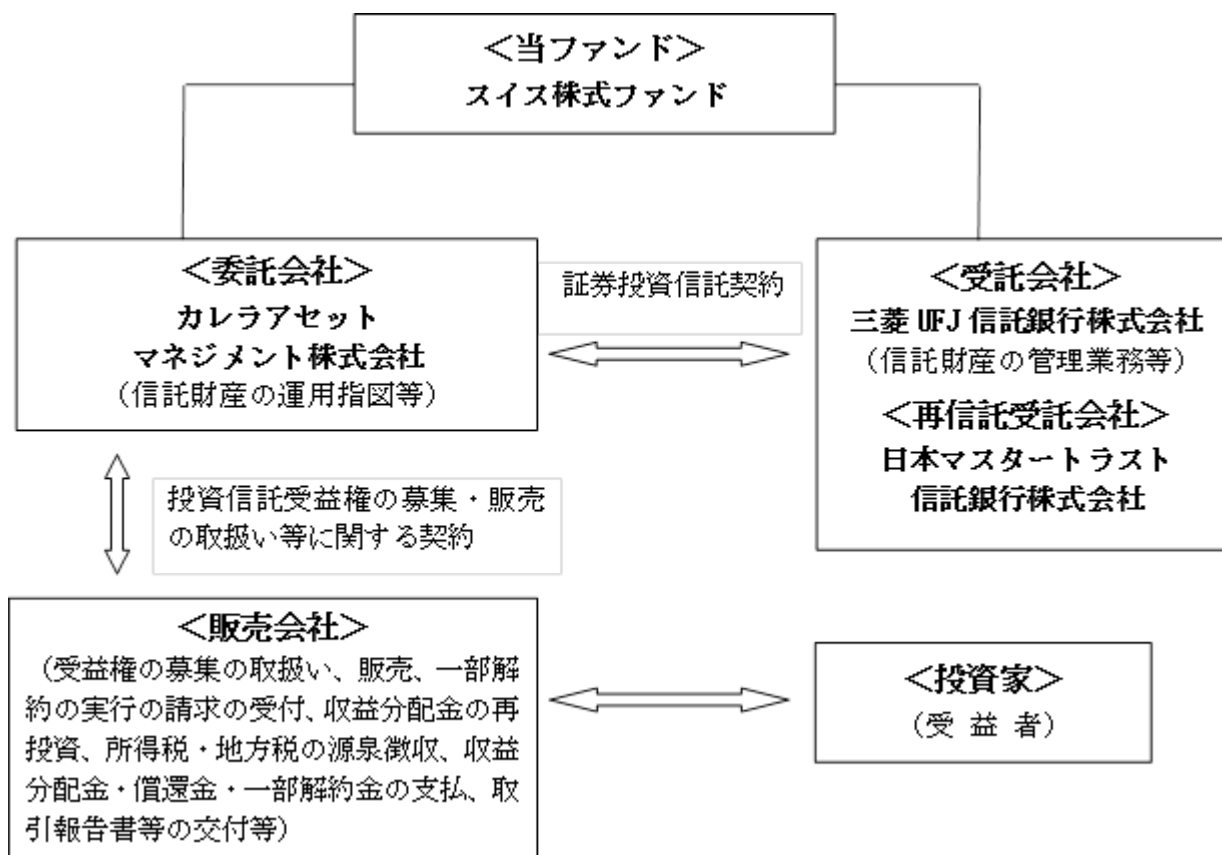 ＜当ファンド＞
スイス株式ファンド
＜委託会社＞
カレラアセット
マネジメント株式会社
（信託財産の運用指図等）
証券投資信託契約
＜受託会社＞
三菱 UFJ 信託銀行株式会社
（信託財産の管理業務等）
＜再信託受託会社＞
日本マスタートラスト
信託銀行株式会社
投資信託受益権の募集・販売
の取扱い等に関する契約
＜販売会社＞
（受益権の募集の取扱い、販売、一部解
約の実行の請求の受付、収益分配金の再
投資、所得税・地方税の源泉徴収、収益
分配金・償還金・一部解約金の支払、取
引報告書等の交付等）
＜投資家＞
（受 益 者）